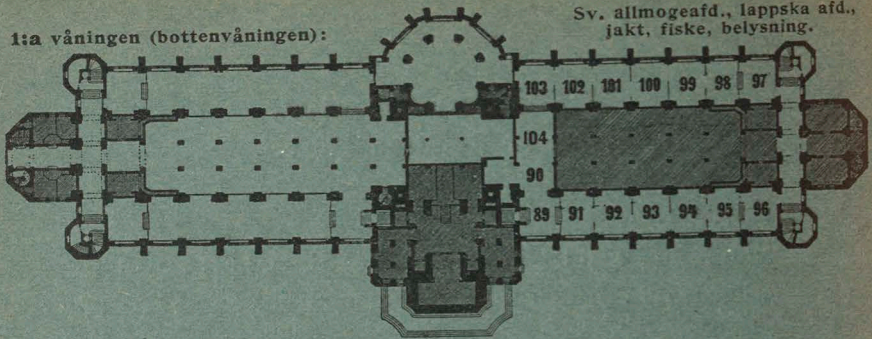 1:a våningen (bottenvåningen):
Sv. allmogeafd., lappska afd.,
jakt, fiske, belysning.
103 102 101 100 99 98 97
104
90
89 91 92 93 94 95 96